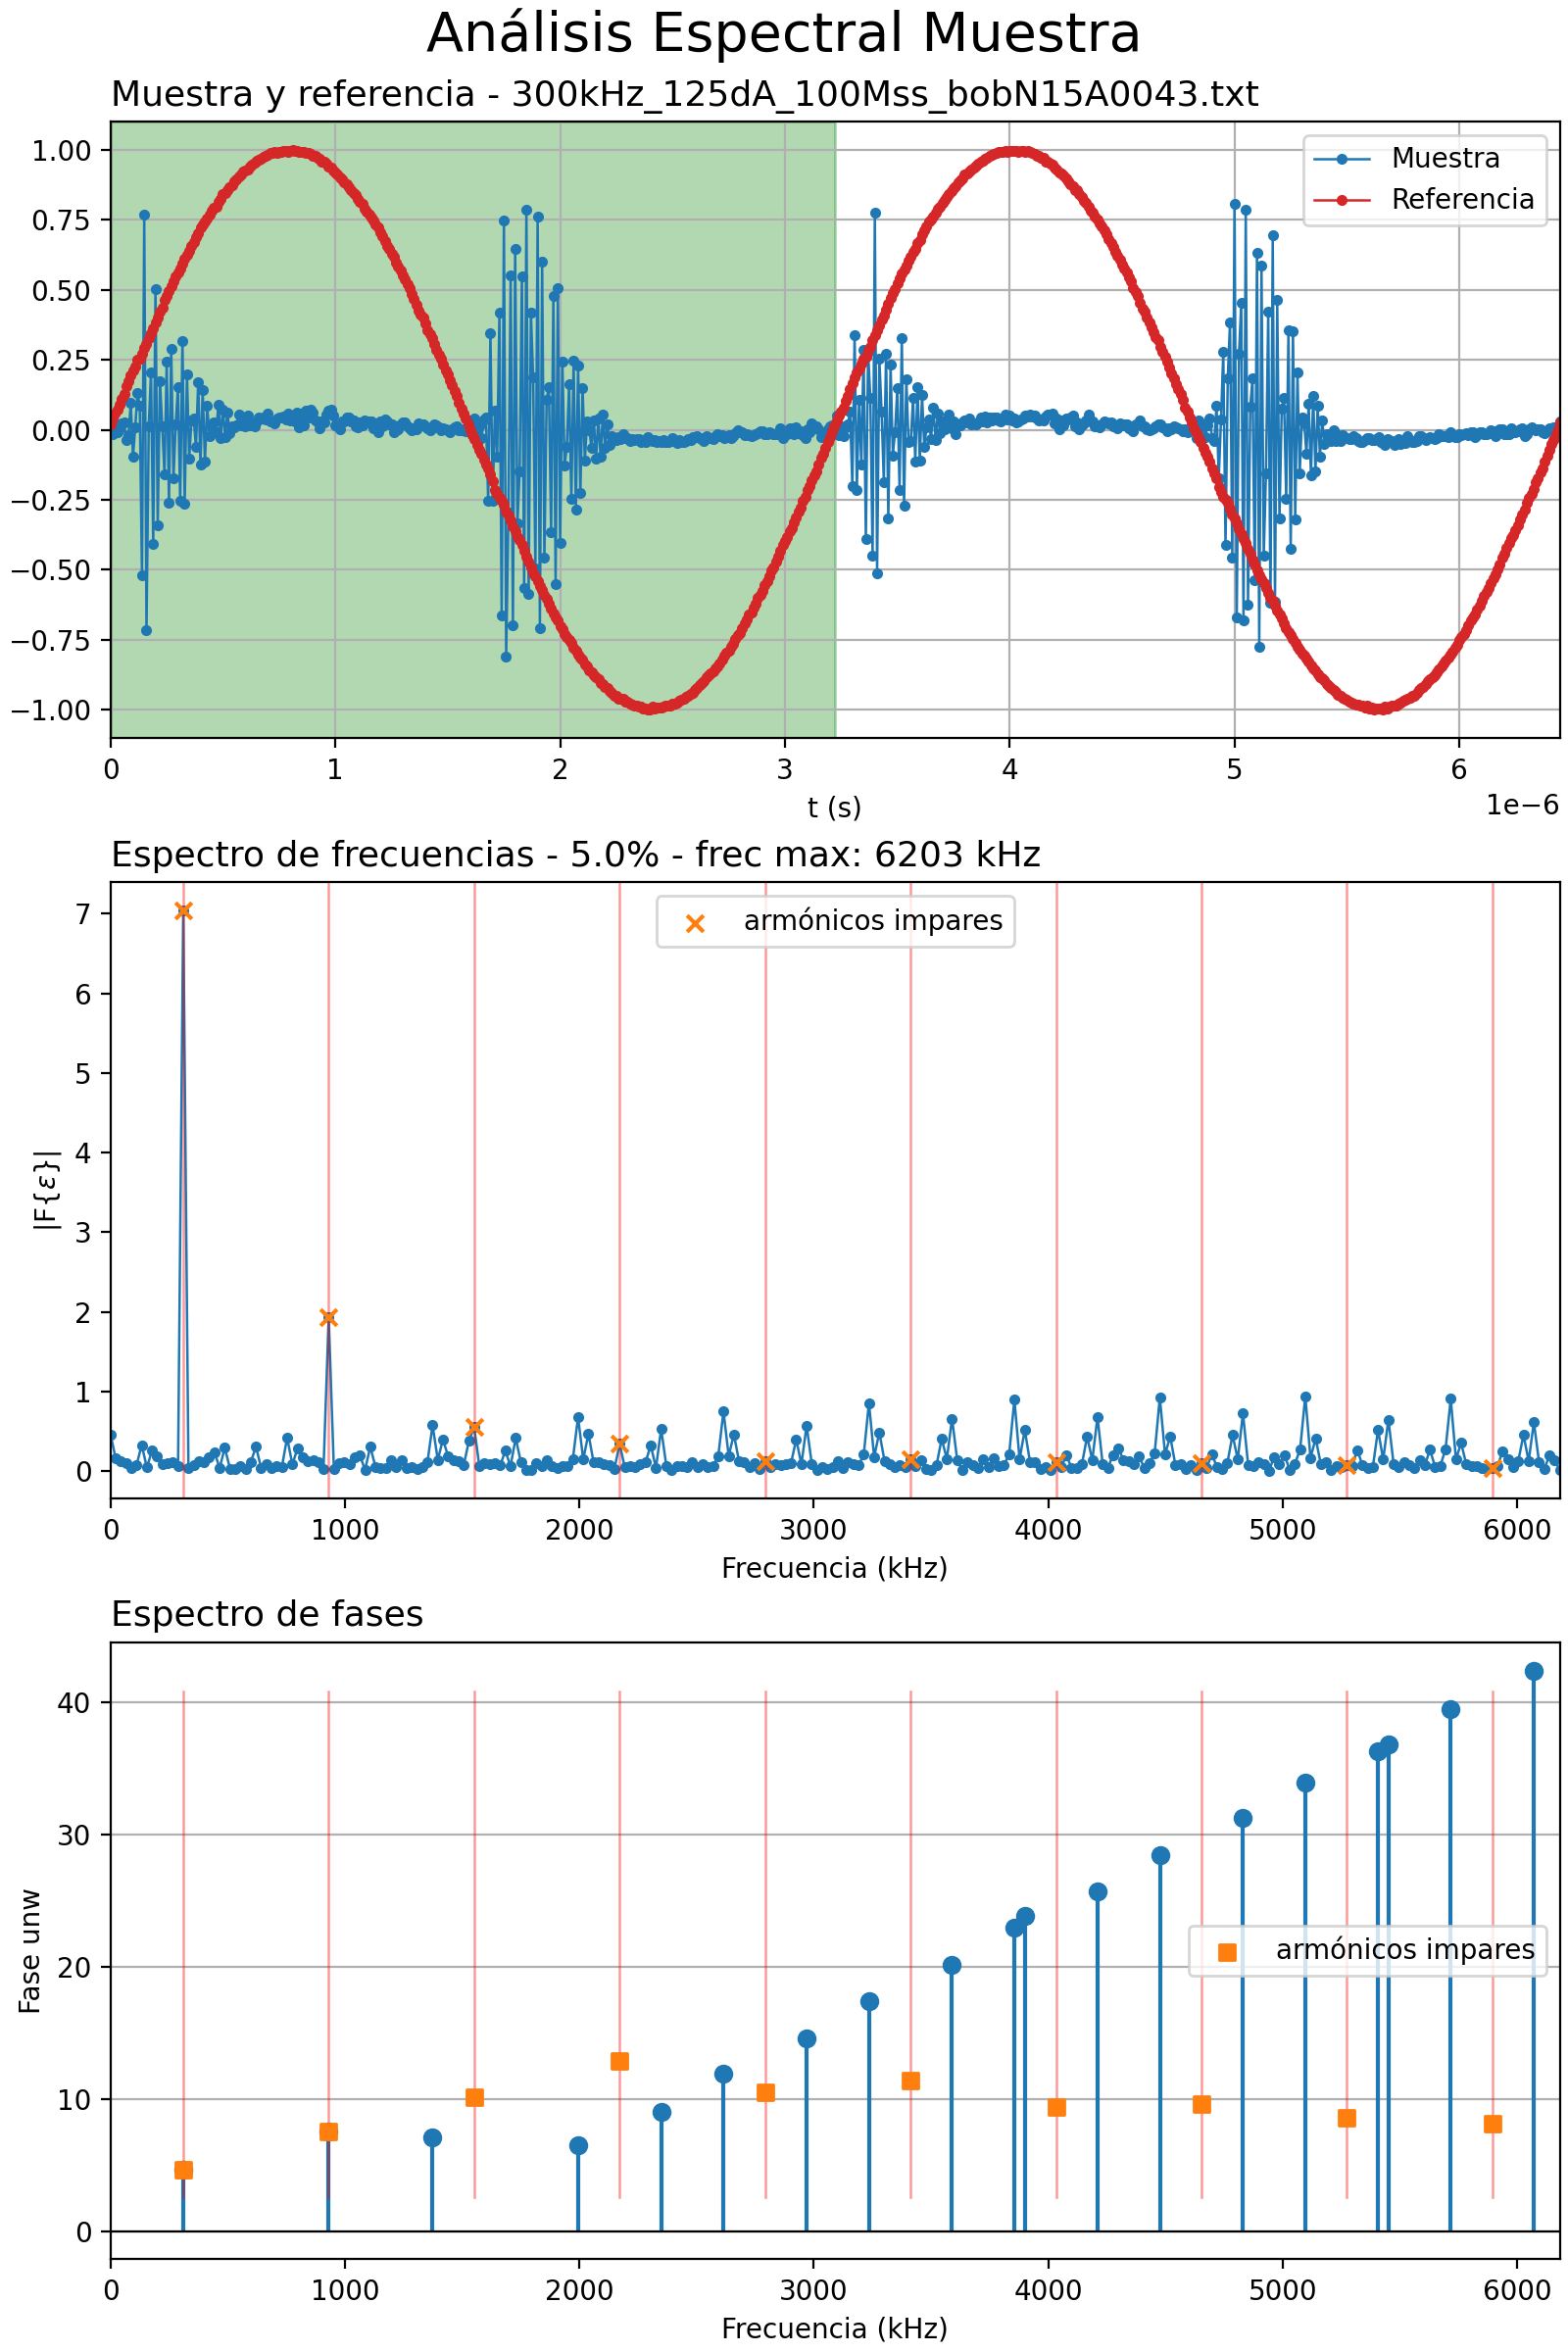 Análisis Espectral Muestra
Muestra y referencia - 300kHz_125dA_100Mss_bobN15A0043.txt
1.00
0.75
0.50
0.25
0.00
−0.25
−0.50
−0.75
−1.00
Muestra
Referencia
0 1 2 3 4 5 6
1e−6
t (s)
Espectro de frecuencias - 5.0% - frec max: 6203 kHz
armónicos impares
7
6
5
4
3
2
1
0
|F{ε}|
0 1000 2000 3000 4000 5000 6000
Frecuencia (kHz)
Espectro de fases
40
30
20
10
0
Fase unw
armónicos impares
0 1000 2000 3000 4000 5000 6000
Frecuencia (kHz)